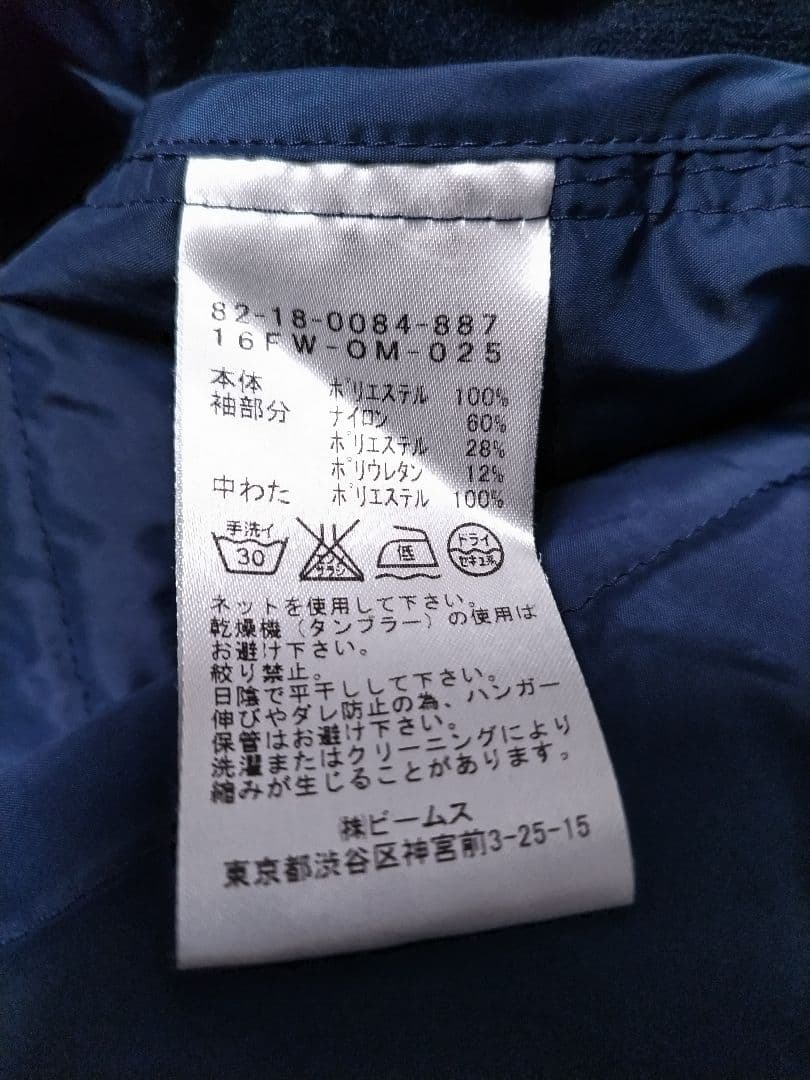 82-18-0084-887
16FW-OM-025
本体 ポリエステル 100%
袖部分 ナイロン 60%
ポリエステル 28%
ポリウレタン 12%
中わた ポリエステル 100%
手洗イ 30 サラシ 低 ドライ セキユ系
ネットを使用して下さい。
乾燥機(タンブラー)の使用は
お避け下さい。
絞り禁止。
日陰で平干しして下さい。
伸びやダレ防止の為、ハンガー
保管はお避け下さい。
洗濯またはクリーニングにより
縮みが生じることがあります。
㈱ビームス
東京都渋谷区神宮前3-25-15